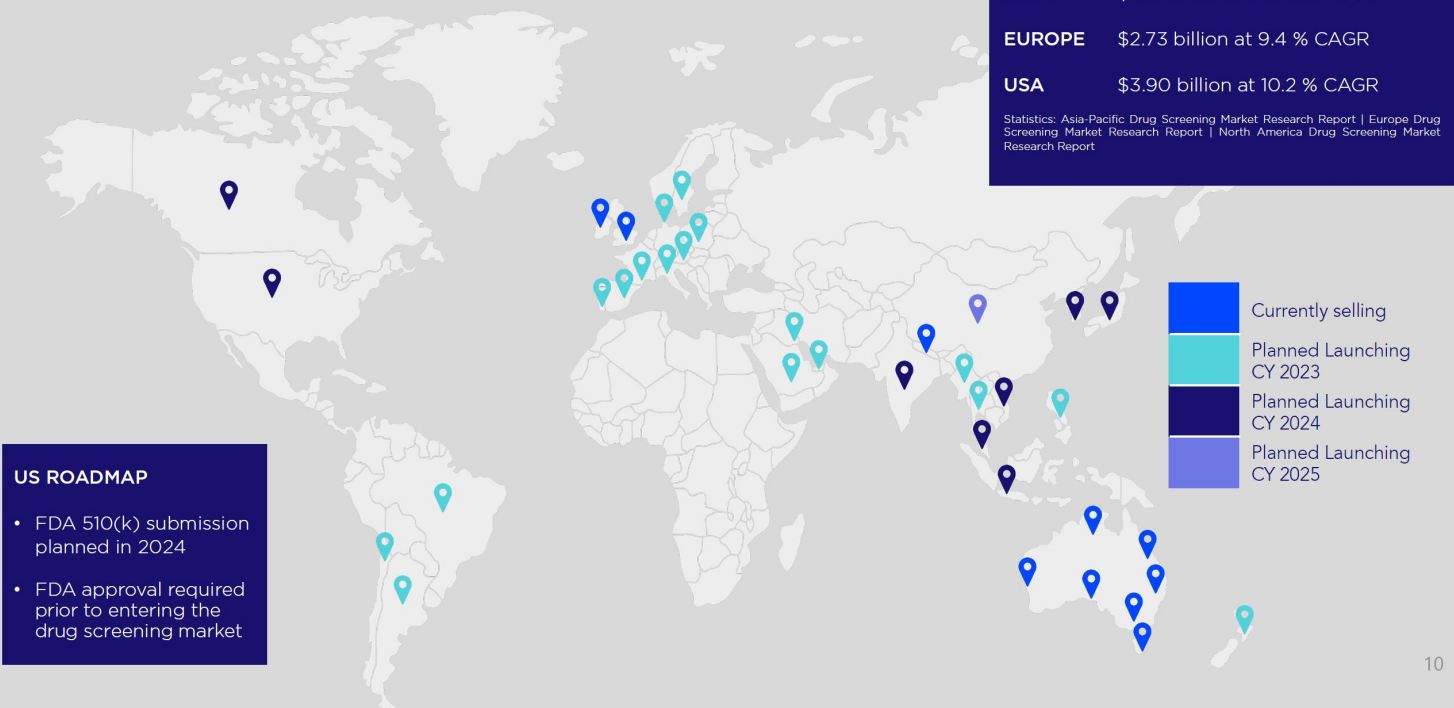 EUROPE $2.73 billion at 9.4 % CAGR
USA $3.90 billion at 10.2 % CAGR
Statistics: Asia-Pacific Drug Screening Market Research Report | Europe Drug
Screening Market Research Report | North America Drug Screening Market
Research Report
Currently selling
Planned Launching
CY 2023
Planned Launching
CY 2024
Planned Launching
CY 2025
US ROADMAP
• FDA 510(k) submission
planned in 2024
• FDA approval required
prior to entering the
drug screening market
10